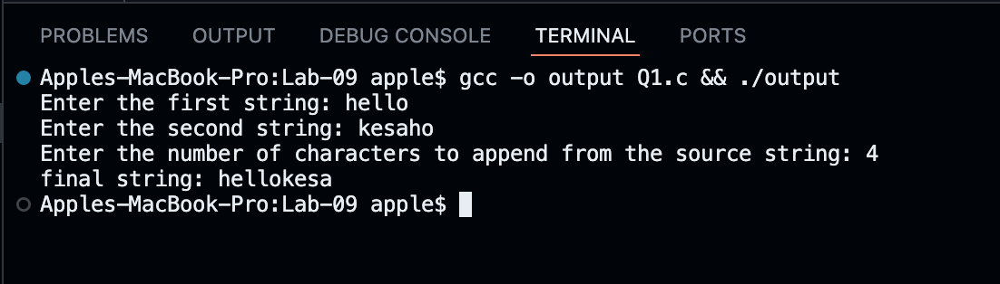 PROBLEMS OUTPUT DEBUG CONSOLE TERMINAL PORTS
Apples-MacBook-Pro:Lab-09 apple$ gcc -o output Q1.c && ./output
Enter the first string: hello
Enter the second string: kesaho
Enter the number of characters to append from the source string: 4
final string: hellokesa
Apples-MacBook-Pro:Lab-09 apple$